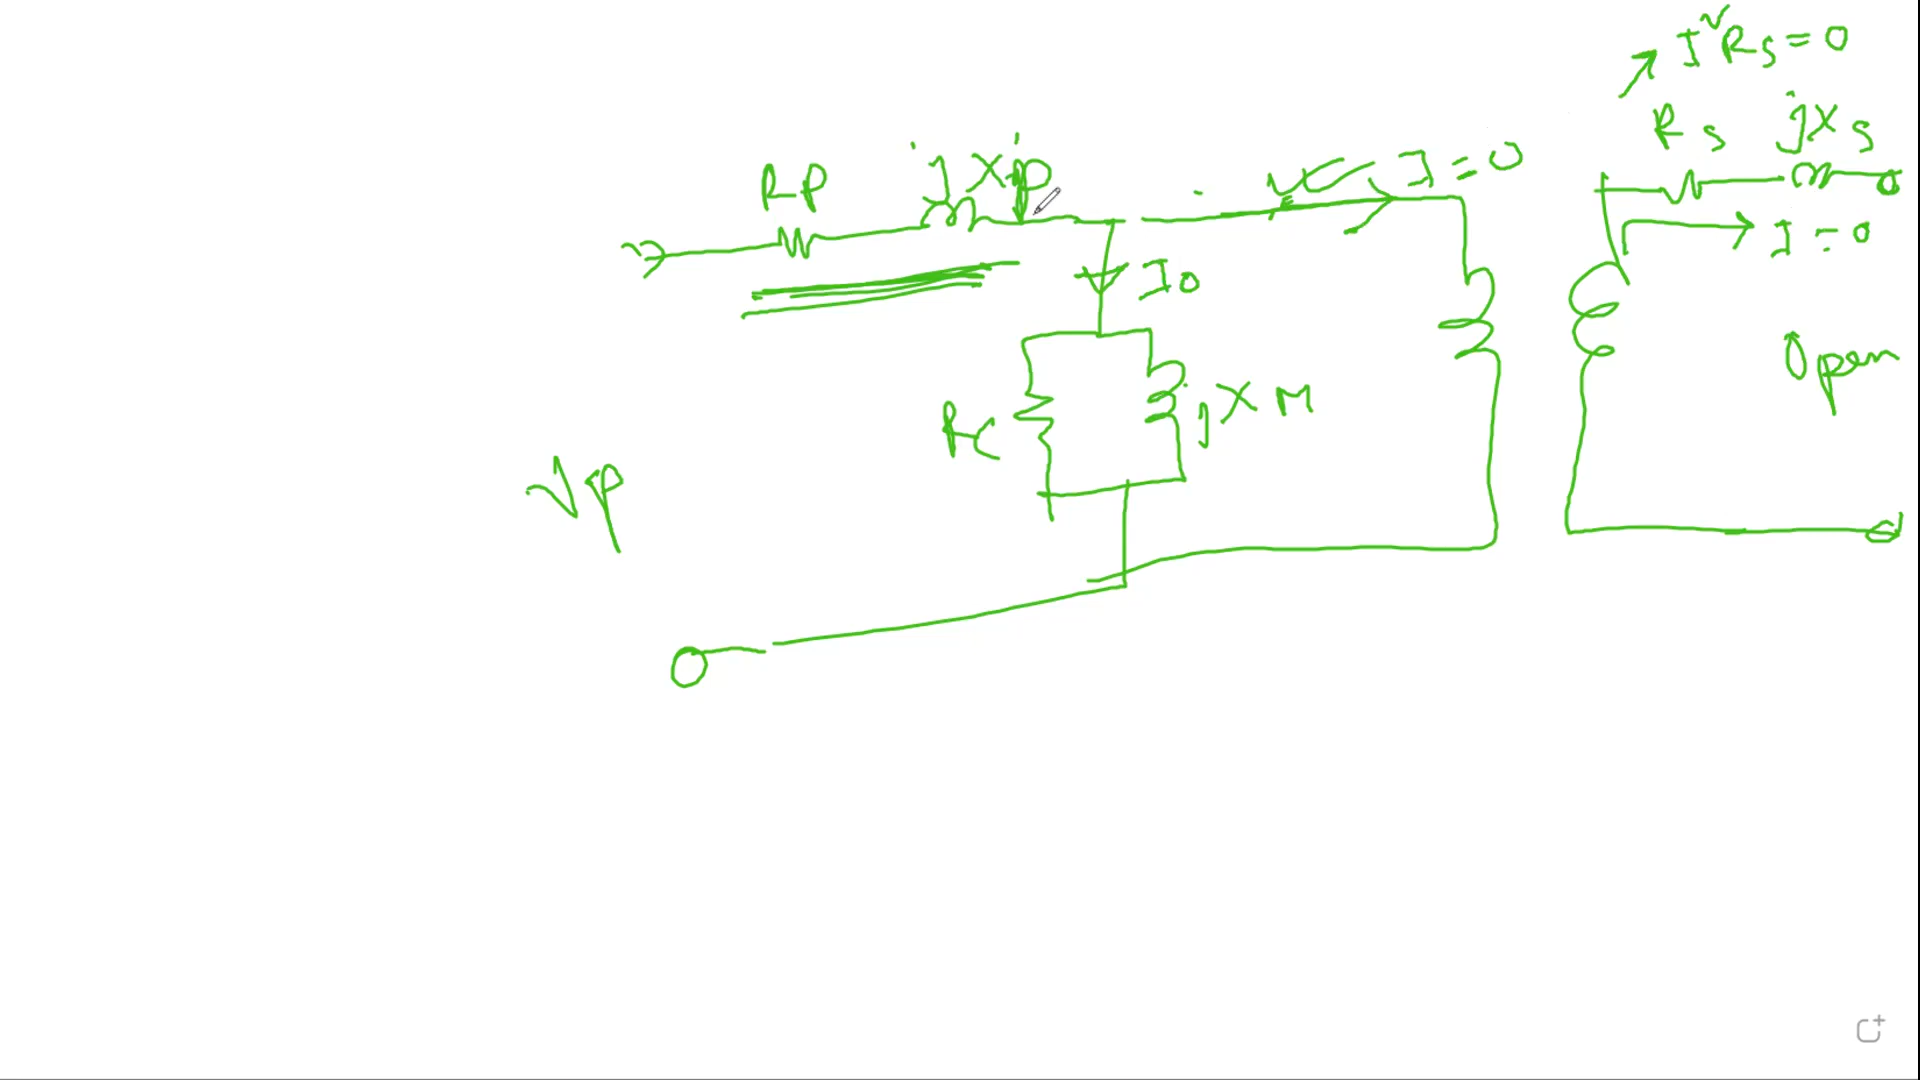 I²Rs = 0
Rs jXs
RP jXp
I = 0
I = 0
I0
Open
RC jXM
VP